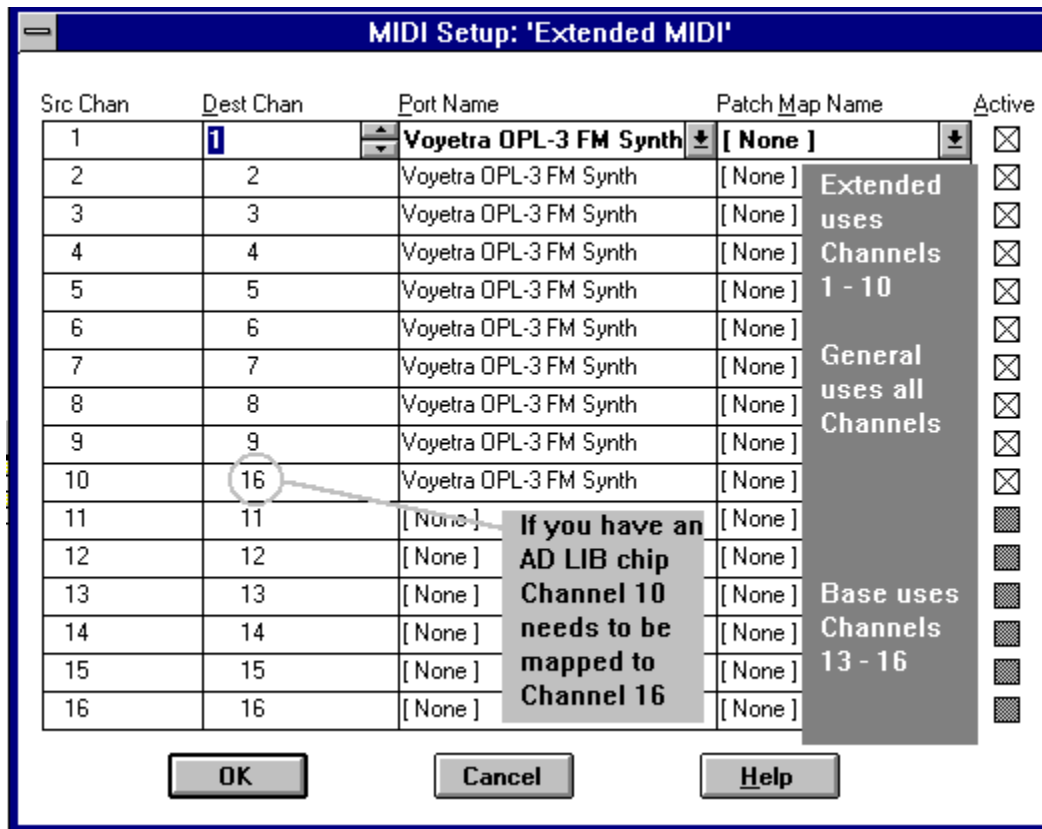 MIDI Setup: 'Extended MIDI'
Src Chan Dest Chan Port Name Patch Map Name Active
1 1 Voyetra OPL-3 FM Synth [ None ]
2 2 Voyetra OPL-3 FM Synth [ None ]
3 3 Voyetra OPL-3 FM Synth [ None ]
4 4 Voyetra OPL-3 FM Synth [ None ]
5 5 Voyetra OPL-3 FM Synth [ None ]
6 6 Voyetra OPL-3 FM Synth [ None ]
7 7 Voyetra OPL-3 FM Synth [ None ]
8 8 Voyetra OPL-3 FM Synth [ None ]
9 9 Voyetra OPL-3 FM Synth [ None ]
10 16 Voyetra OPL-3 FM Synth [ None ]
11 11 [ None ] [ None ]
12 12 [ None ] [ None ]
13 13 [ None ] [ None ]
14 14 [ None ] [ None ]
15 15 [ None ] [ None ]
16 16 [ None ] [ None ]
Extended
uses
Channels
1 - 10
General
uses all
Channels
Base uses
Channels
13 - 16
If you have an
AD LIB chip
Channel 10
needs to be
mapped to
Channel 16
OK Cancel Help